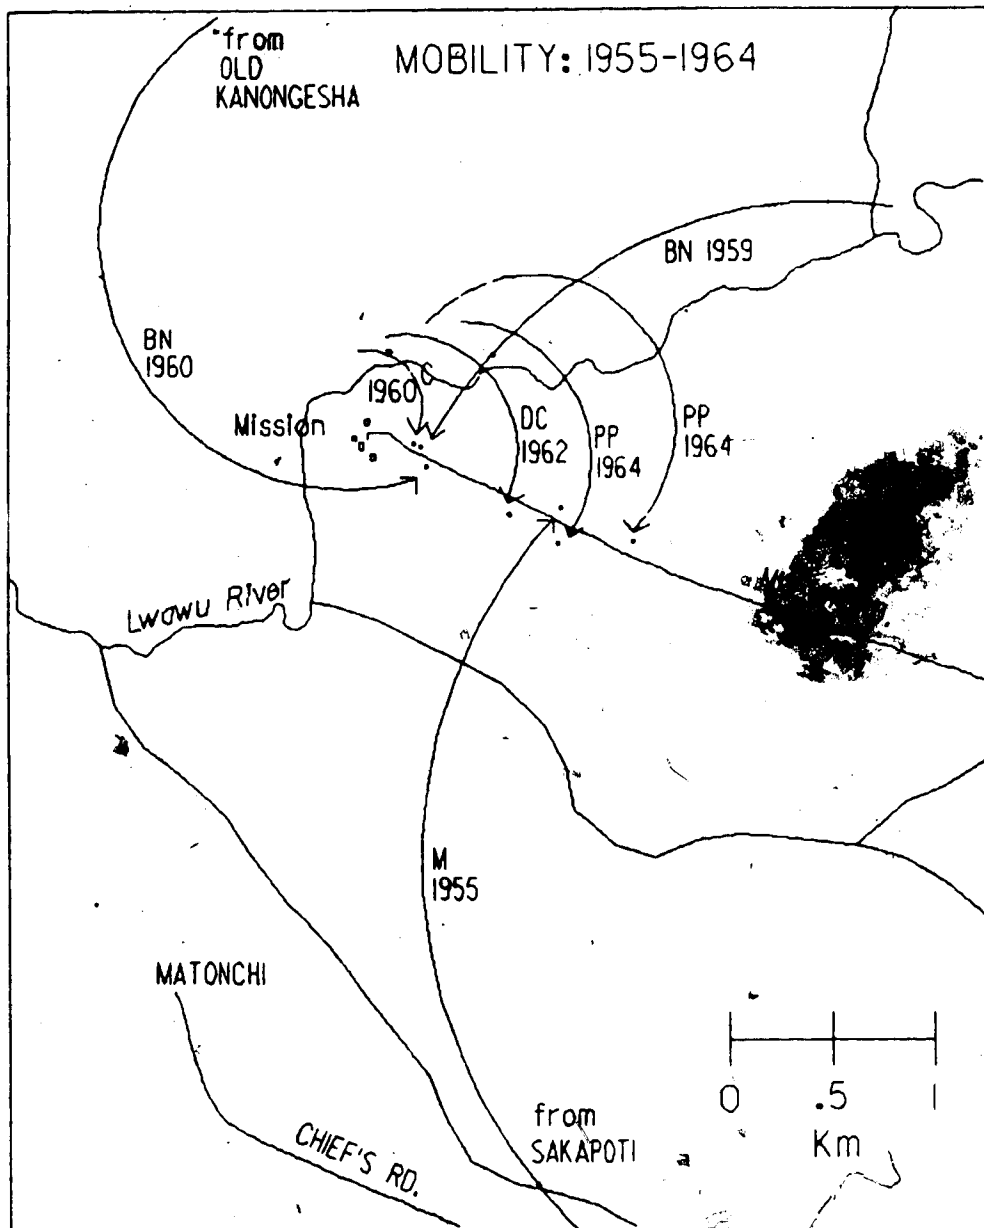 from
OLD
KANONGESHA
MOBILITY: 1955-1964
BN 1959
BN
1960
1960
C
Mission
DC
1962
PP
1964
PP
1964
Lwawu River
M
1955
MATONCHI
CHIEF'S RD.
from
SAKAPOTI
0 .5 1
Km